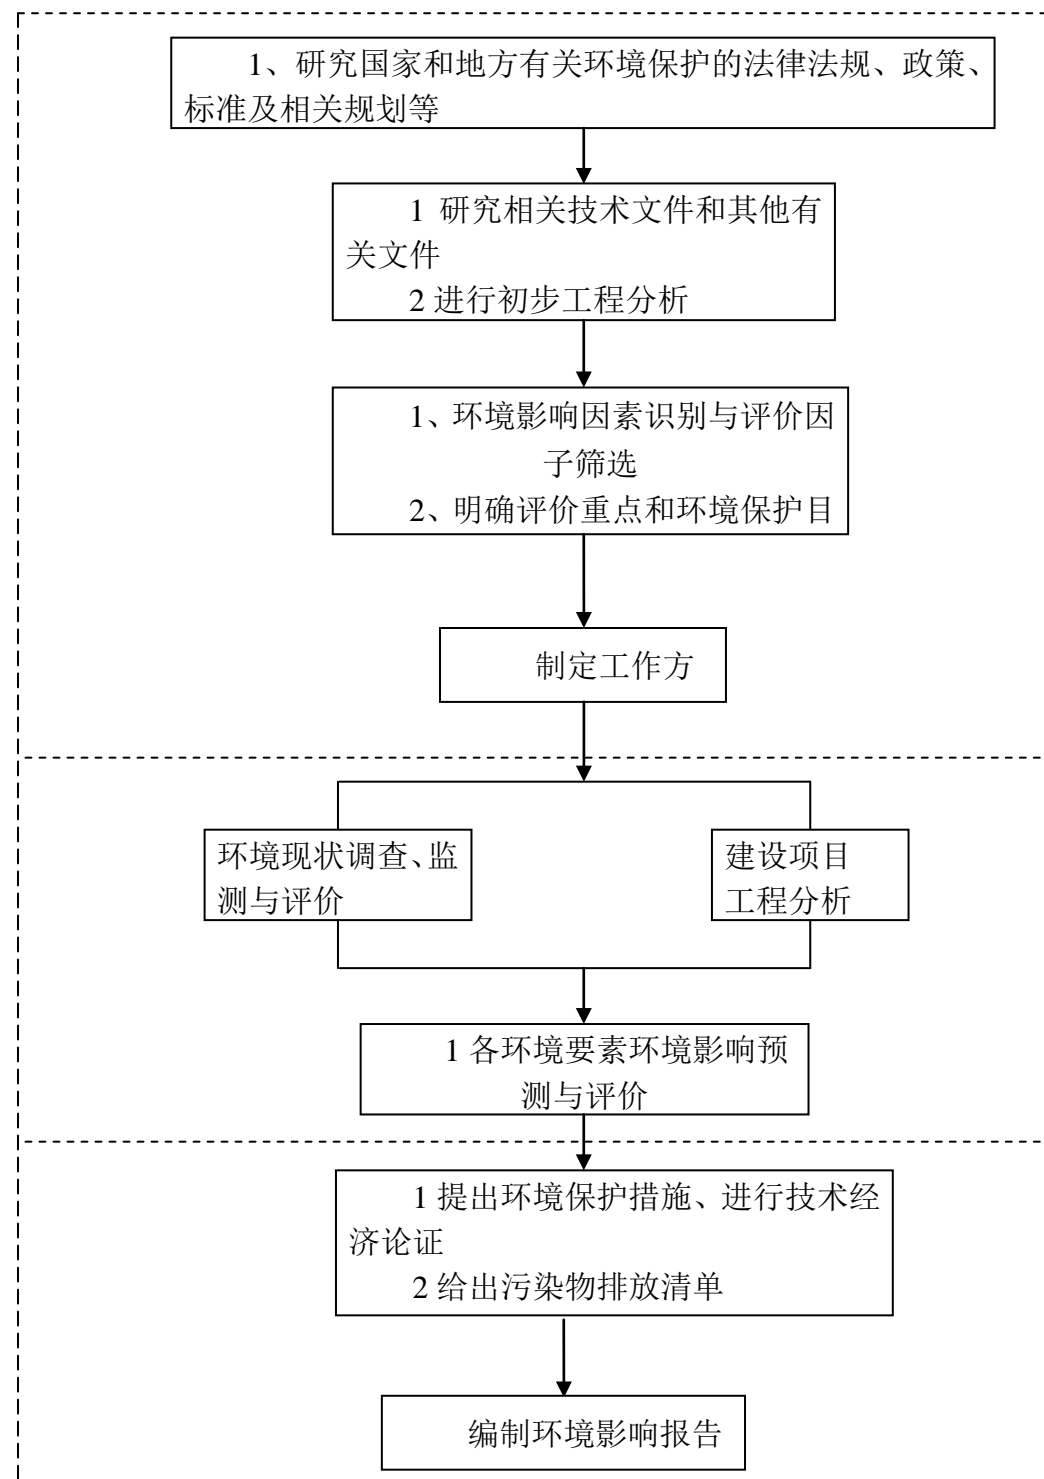 1、研究国家和地方有关环境保护的法律法规、政策、
标准及相关规划等
1 研究相关技术文件和其他有
关文件
2 进行初步工程分析
1、环境影响因素识别与评价因
子筛选
2、明确评价重点和环境保护目
制定工作方
环境现状调查、监
测与评价
建设项目
工程分析
1 各环境要素环境影响预
测与评价
1 提出环境保护措施、进行技术经
济论证
2 给出污染物排放清单
编制环境影响报告